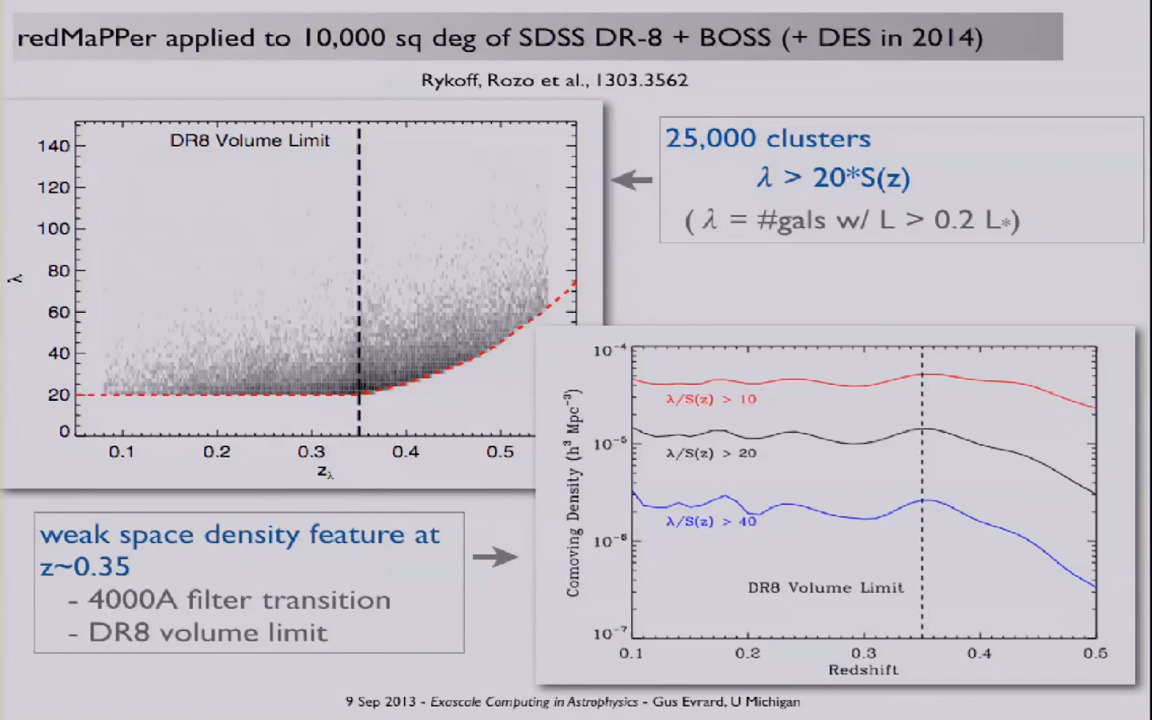 redMaPPer applied to 10,000 sq deg of SDSS DR-8 + BOSS (+ DES in 2014)
Rykoff, Rozo et al., 1303.3562
DR8 Volume Limit
140
120
100
80
60
40
20
0
λ
0.1 0.2 0.3 0.4 0.5
zλ
25,000 clusters
λ > 20*S(z)
( λ = #gals w/ L > 0.2 L*)
10⁻⁴
10⁻⁵
10⁻⁶
10⁻⁷
Comoving Density (h³ Mpc⁻³)
λ/S(z) > 10
λ/S(z) > 20
λ/S(z) > 40
DR8 Volume Limit
0.1 0.2 0.3 0.4 0.5
Redshift
weak space density feature at
z~0.35
- 4000A filter transition
- DR8 volume limit
9 Sep 2013 - Exascale Computing in Astrophysics - Gus Evrard, U Michigan